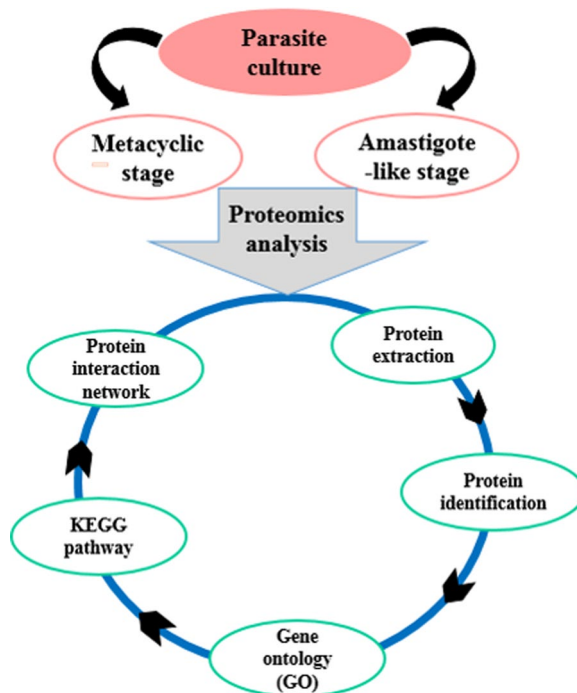 Parasite
culture
Metacyclic
stage
Amastigote
-like stage
Proteomics
analysis
Protein
extraction
Protein
identification
Gene
ontology
(GO)
KEGG
pathway
Protein
interaction
network